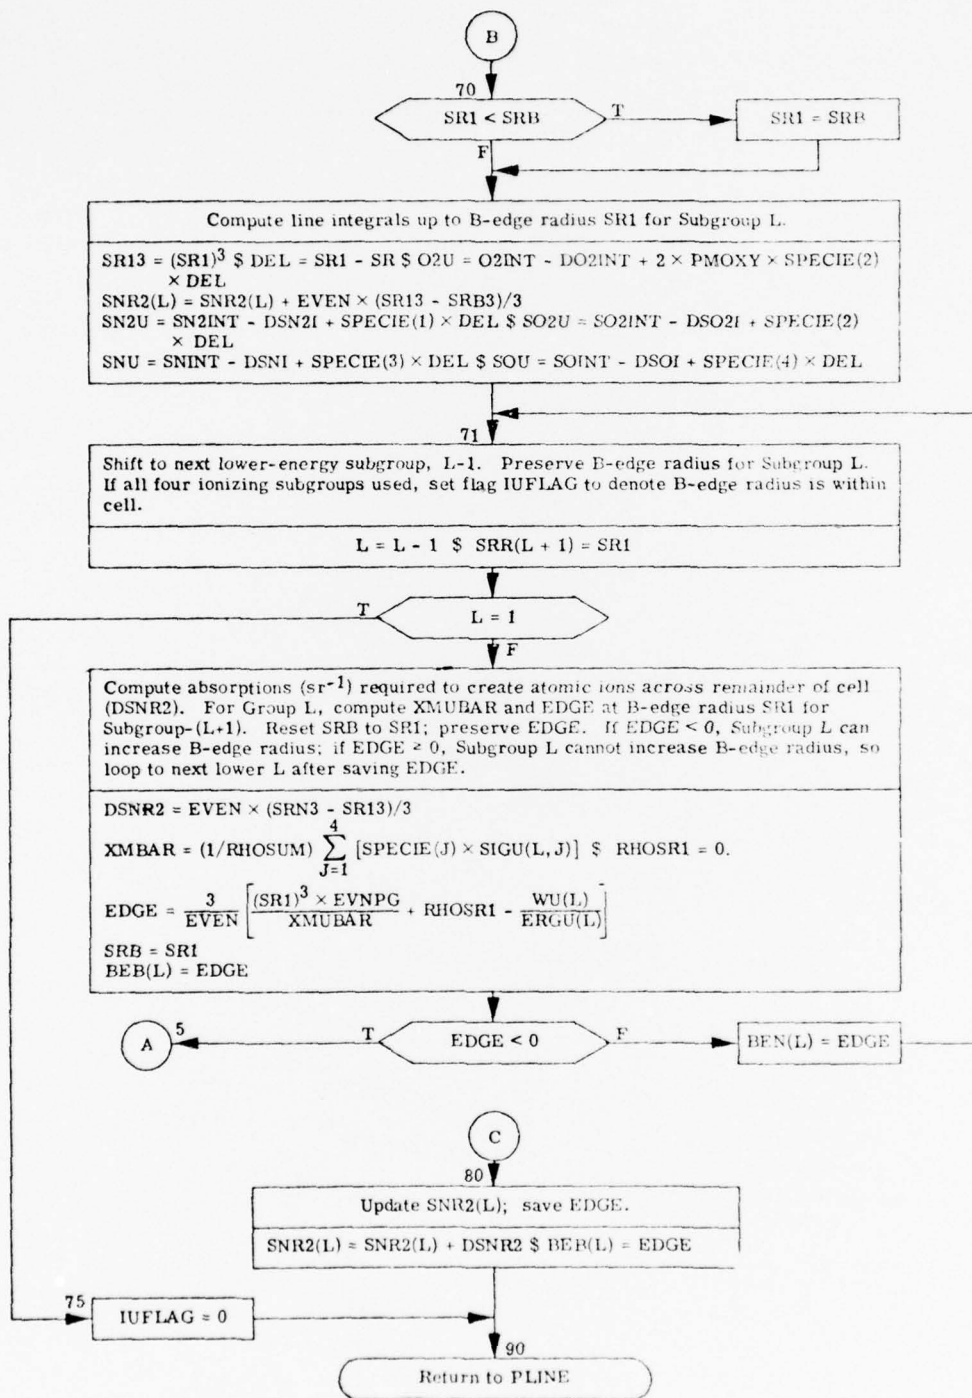 B
70
SR1 < SRB
T
SR1 = SRB
F
Compute line integrals up to B-edge radius SR1 for Subgroup L.
SR13 = (SR1)³ $ DEL = SR1 - SR $ O2U = O2INT - DO2INT + 2 × PMOXY × SPECIE(2)
× DEL
SNR2(L) = SNR2(L) + EVEN × (SR13 - SRB3)/3
SN2U = SN2INT - DSN2I + SPECIE(1) × DEL $ SO2U = SO2INT - DSO2I + SPECIE(2)
× DEL
SNU = SNINT - DSNI + SPECIE(3) × DEL $ SOU = SOINT - DSOI + SPECIE(4) × DEL
71
Shift to next lower-energy subgroup, L-1. Preserve B-edge radius for Subgroup L.
If all four ionizing subgroups used, set flag IUFLAG to denote B-edge radius is within
cell.
L = L - 1 $ SRR(L + 1) = SR1
T
L = 1
F
Compute absorptions (sr⁻¹) required to create atomic ions across remainder of cell
(DSNR2). For Group L, compute XMUBAR and EDGE at B-edge radius SR1 for
Subgroup-(L+1). Reset SRB to SR1; preserve EDGE. If EDGE < 0, Subgroup L can
increase B-edge radius; if EDGE ≥ 0, Subgroup L cannot increase B-edge radius, so
loop to next lower L after saving EDGE.
DSNR2 = EVEN × (SRN3 - SR13)/3
XMBAR = (1/RHOSUM) 4 Σ J=1 [SPECIE(J) × SIGU(L, J)] $ RHOSR1 = 0.
EDGE = 3/EVEN [(SR1)³ × EVNPG/XMUBAR + RHOSR1 - WU(L)/ERGU(L)]
SRB = SR1
BEB(L) = EDGE
A
5
T
EDGE < 0
F
BEN(L) = EDGE
C
80
Update SNR2(L); save EDGE.
SNR2(L) = SNR2(L) + DSNR2 $ BEB(L) = EDGE
75
IUFLAG = 0
90
Return to PLINE